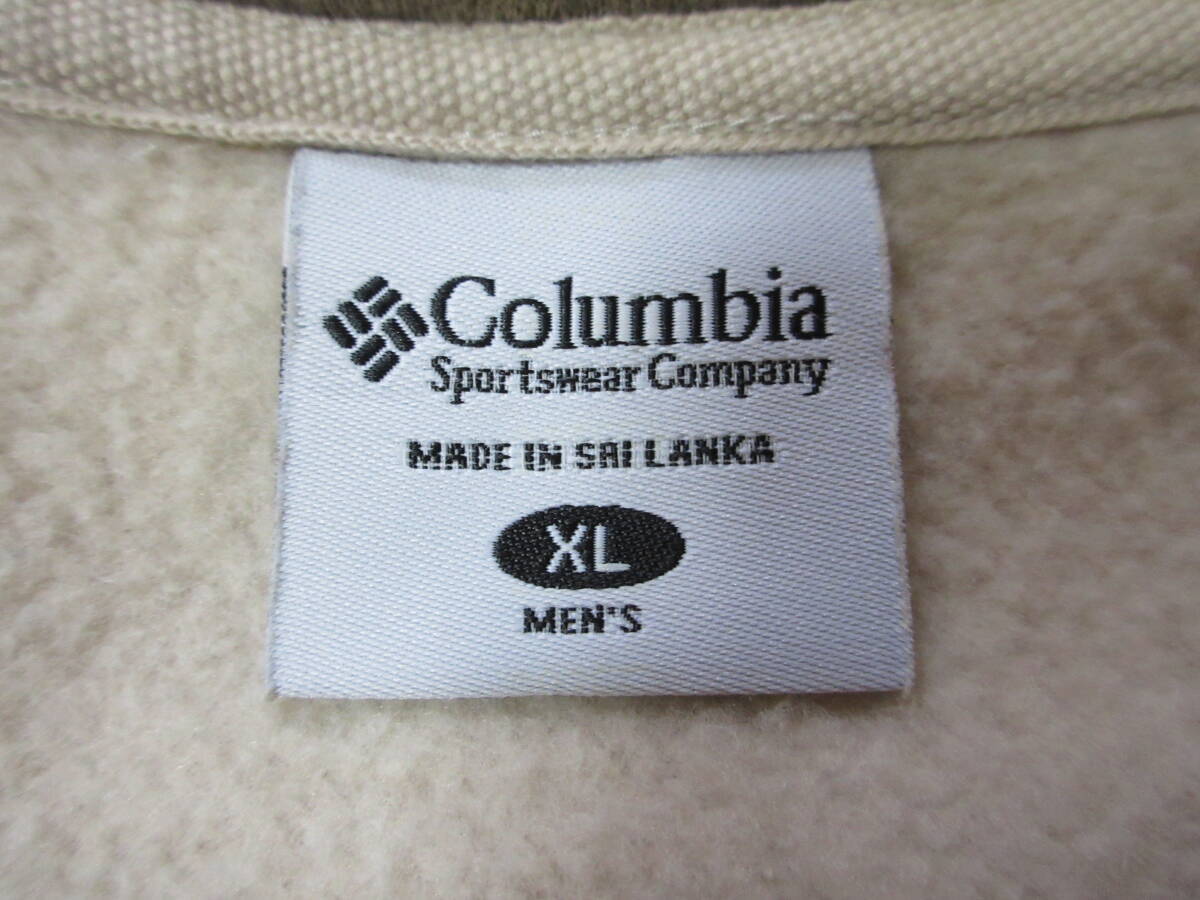 Columbia
Sportswear Company
MADE IN SRI LANKA
XL
MEN'S